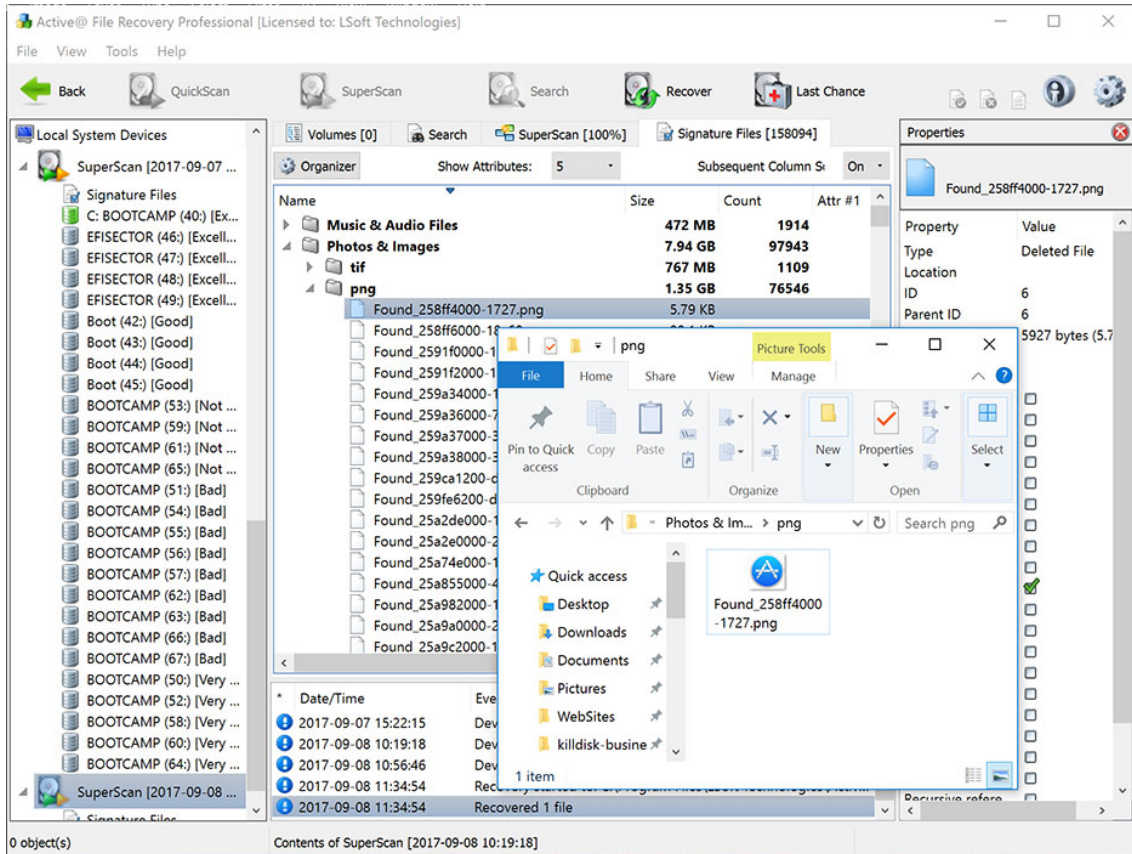 Active@ File Recovery Professional [Licensed to: LSoft Technologies]
File View Tools Help
Back QuickScan SuperScan Search Recover Last Chance
Local System Devices
SuperScan [2017-09-07 ...
Signature Files
C: BOOTCAMP (40:) [Ex...
EFISECTOR (46:) [Excell...
EFISECTOR (47:) [Excell...
EFISECTOR (48:) [Excell...
EFISECTOR (49:) [Excell...
Boot (42:) [Good]
Boot (43:) [Good]
Boot (44:) [Good]
Boot (45:) [Good]
BOOTCAMP (53:) [Not ...
BOOTCAMP (59:) [Not ...
BOOTCAMP (61:) [Not ...
BOOTCAMP (65:) [Not ...
BOOTCAMP (51:) [Bad]
BOOTCAMP (54:) [Bad]
BOOTCAMP (55:) [Bad]
BOOTCAMP (56:) [Bad]
BOOTCAMP (57:) [Bad]
BOOTCAMP (62:) [Bad]
BOOTCAMP (63:) [Bad]
BOOTCAMP (66:) [Bad]
BOOTCAMP (67:) [Bad]
BOOTCAMP (50:) [Very ...
BOOTCAMP (52:) [Very ...
BOOTCAMP (58:) [Very ...
BOOTCAMP (60:) [Very ...
BOOTCAMP (64:) [Very ...
SuperScan [2017-09-08 ...
Signature Files
Volumes [0] Search SuperScan [100%] Signature Files [158094]
Organizer Show Attributes: 5 Subsequent Column S On
Name Size Count Attr #1
Music & Audio Files 472 MB 1914
Photos & Images 7.94 GB 97943
tif 767 MB 1109
png 1.35 GB 76546
Found_258ff4000-1727.png 5.79 KB
Found_258ff6000-18
Found_2591f0000-1
Found_2591f2000-1
Found_259a34000-1
Found_259a36000-7
Found_259a37000-3
Found_259a38000-3
Found_259ca1200-d
Found_259fe6200-d
Found_25a2de000-1
Found_25a2e0000-2
Found_25a74e000-1
Found_25a855000-4
Found_25a982000-1
Found_25a9a0000-2
Found_25a9c2000-1
* Date/Time Eve
2017-09-07 15:22:15 Dev
2017-09-08 10:19:18 Dev
2017-09-08 10:56:46 Dev
2017-09-08 11:34:54
2017-09-08 11:34:54 Recovered 1 file
png Picture Tools
File Home Share View Manage
Pin to Quick access
Copy Paste New Properties Select
Clipboard Organize Open
Photos & Im... > png Search png
Quick access
Desktop
Downloads
Documents
Pictures
WebSites
killdisk-busine
Found_258ff4000
-1727.png
1 item
Properties
Found_258ff4000-1727.png
Property Value
Type Deleted File
Location
ID 6
Parent ID 6
5927 bytes (5.7
Recursive refere
0 object(s) Contents of SuperScan [2017-09-08 10:19:18]